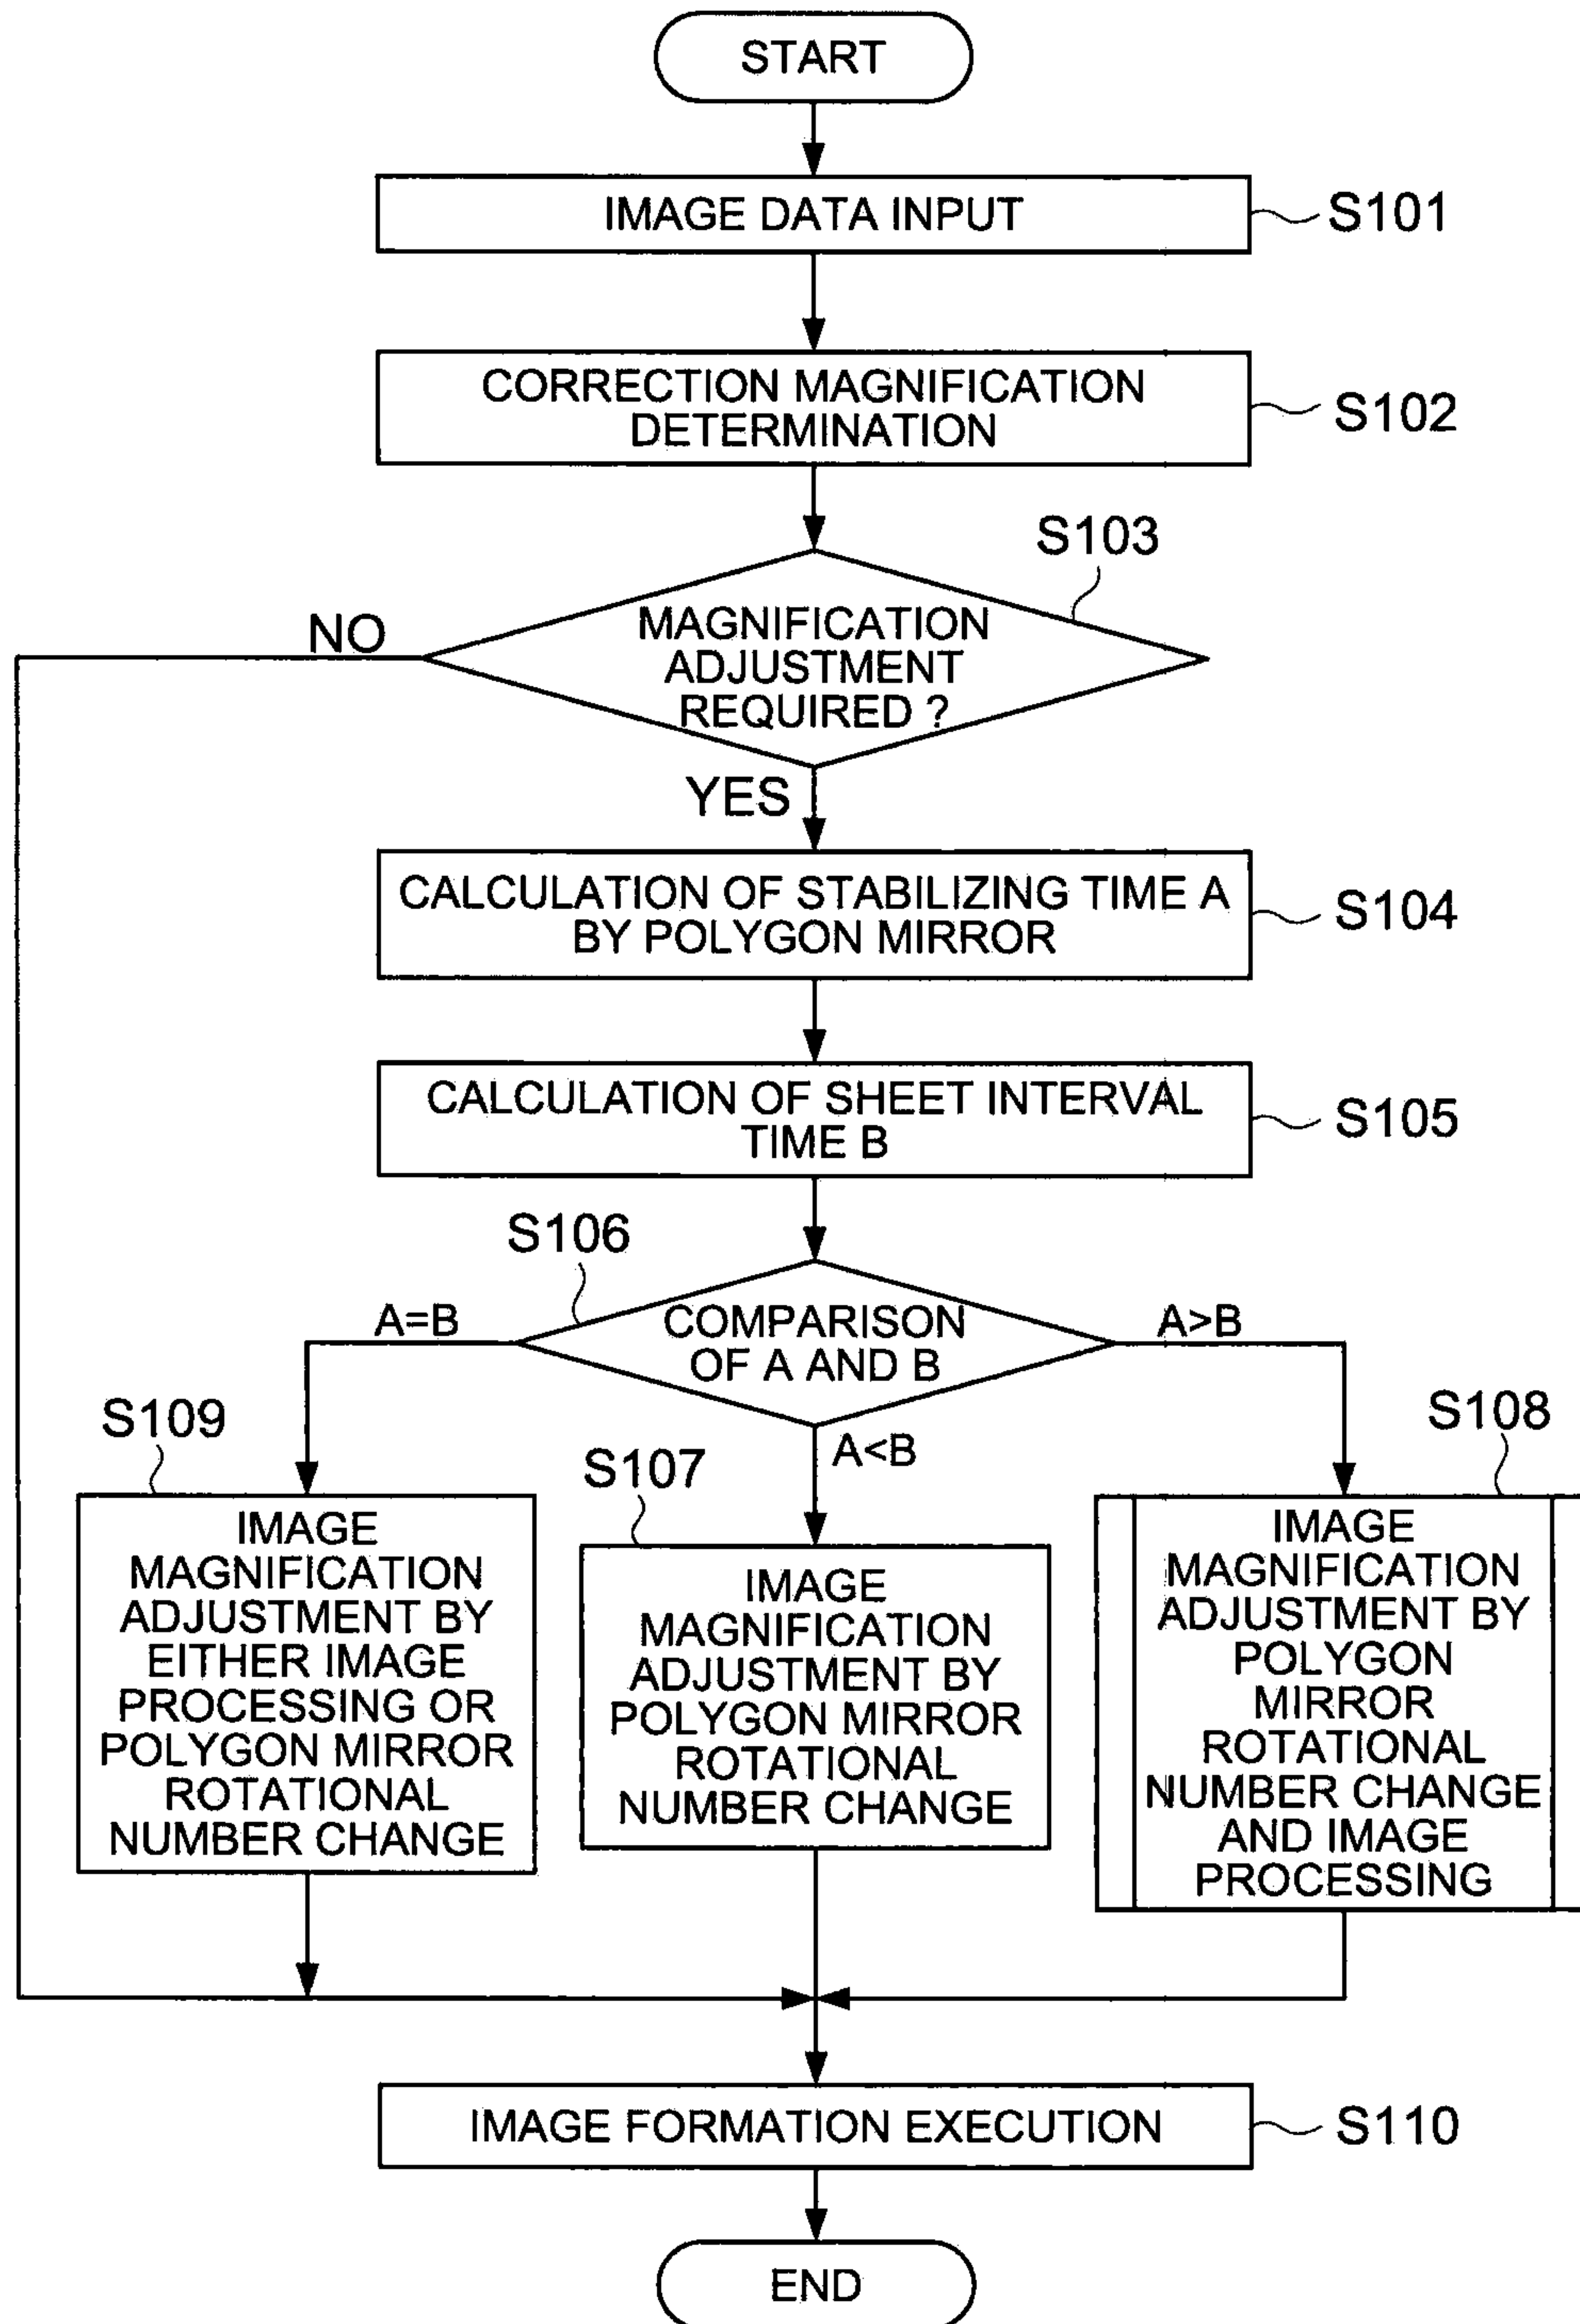 START
IMAGE DATA INPUT
S101
CORRECTION MAGNIFICATION
DETERMINATION
S102
S103
MAGNIFICATION
ADJUSTMENT
REQUIRED ?
NO
YES
CALCULATION OF STABILIZING TIME A
BY POLYGON MIRROR
S104
CALCULATION OF SHEET INTERVAL
TIME B
S105
S106
COMPARISON
OF A AND B
A=B
A<B
A>B
S109
IMAGE
MAGNIFICATION
ADJUSTMENT BY
EITHER IMAGE
PROCESSING OR
POLYGON MIRROR
ROTATIONAL
NUMBER CHANGE
S107
IMAGE
MAGNIFICATION
ADJUSTMENT BY
POLYGON MIRROR
ROTATIONAL
NUMBER CHANGE
S108
IMAGE
MAGNIFICATION
ADJUSTMENT BY
POLYGON
MIRROR
ROTATIONAL
NUMBER CHANGE
AND IMAGE
PROCESSING
IMAGE FORMATION EXECUTION
S110
END